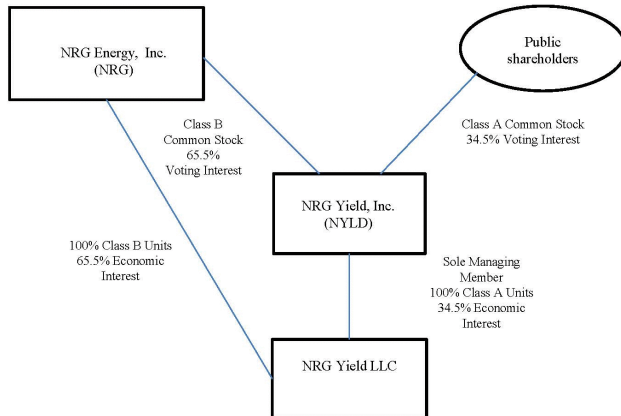 NRG Energy, Inc.
(NRG)
Public
shareholders
Class B
Common Stock
65.5%
Voting Interest
Class A Common Stock
34.5% Voting Interest
NRG Yield, Inc.
(NYLD)
100% Class B Units
65.5% Economic
Interest
Sole Managing
Member
100% Class A Units
34.5% Economic
Interest
NRG Yield LLC